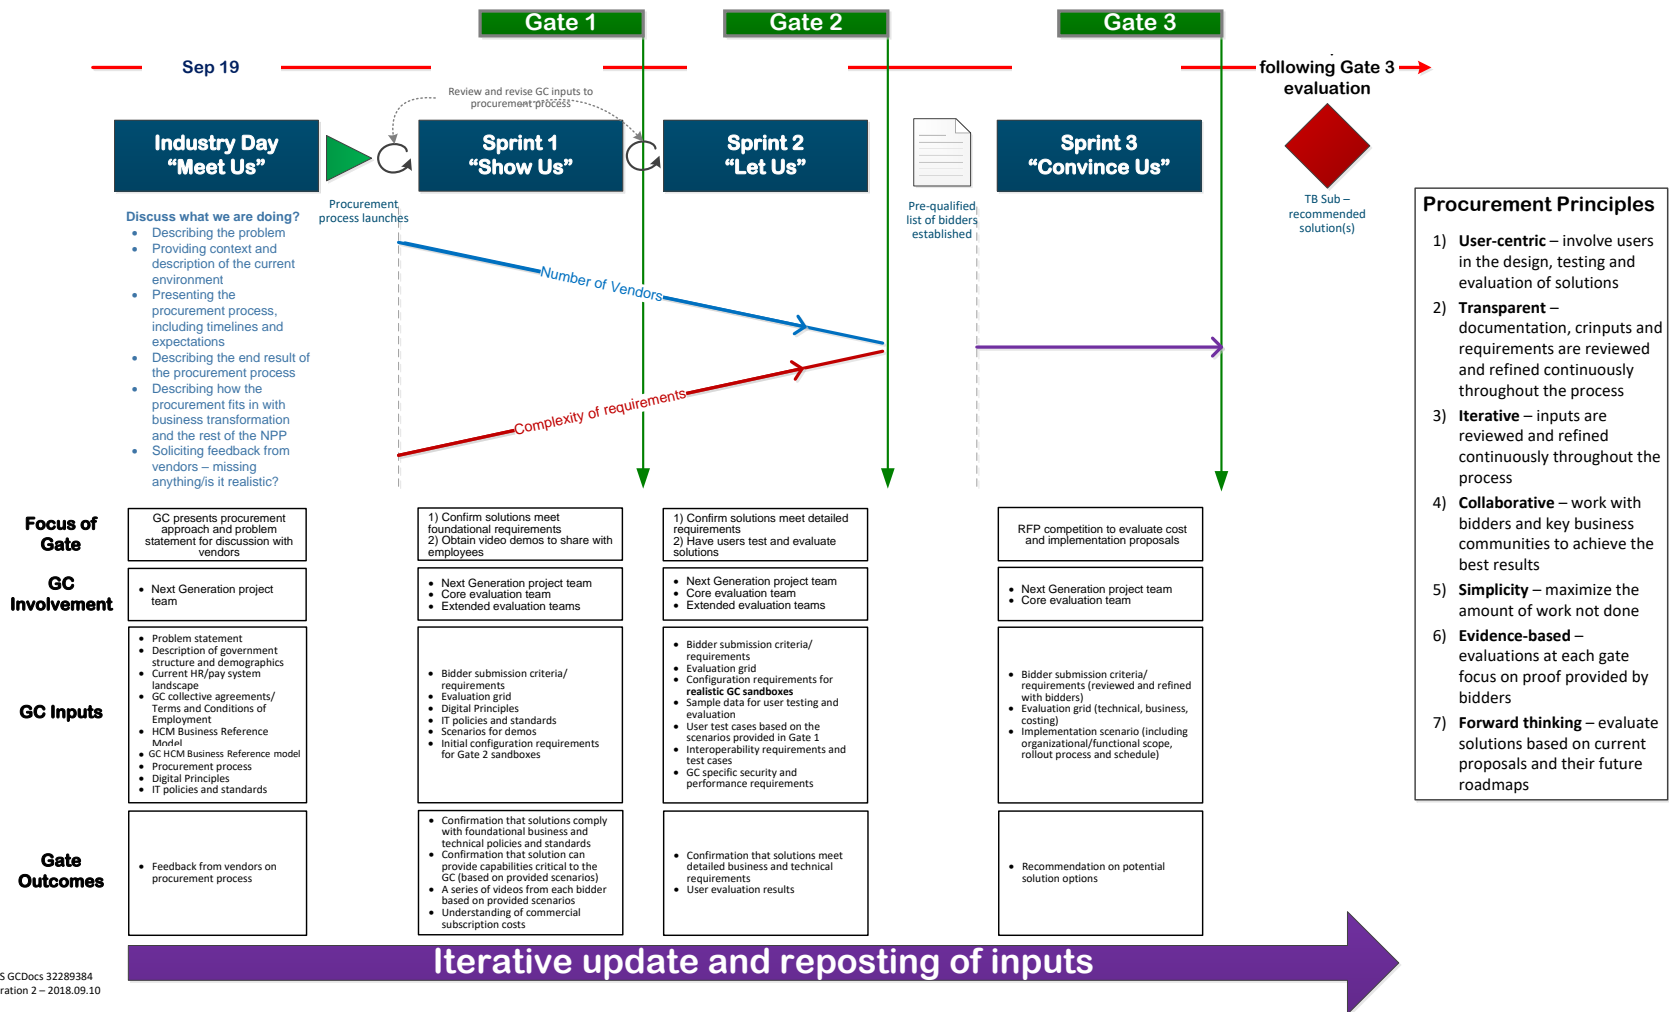 Gate 1
Gate 2
Gate 3
Sep 19
following Gate 3
evaluation
Review and revise GC inputs to
procurement process
Industry Day
“Meet Us”
Sprint 1
“Show Us”
Sprint 2
“Let Us”
Sprint 3
“Convince Us”
Procurement
process launches
Pre-qualified
list of bidders
established
TB Sub –
recommended
solution(s)
Discuss what we are doing?
• Describing the problem
• Providing context and
description of the current
environment
• Presenting the
procurement process,
including timelines and
expectations
• Describing the end result of
the procurement process
• Describing how the
procurement fits in with
business transformation
and the rest of the NPP
• Soliciting feedback from
vendors – missing
anything/is it realistic?
Number of Vendors
Complexity of requirements
Procurement Principles
1) User-centric – involve users
in the design, testing and
evaluation of solutions
2) Transparent –
documentation, crinputs and
requirements are reviewed
and refined continuously
throughout the process
3) Iterative – inputs are
reviewed and refined
continuously throughout the
process
4) Collaborative – work with
bidders and key business
communities to achieve the
best results
5) Simplicity – maximize the
amount of work not done
6) Evidence-based –
evaluations at each gate
focus on proof provided by
bidders
7) Forward thinking – evaluate
solutions based on current
proposals and their future
roadmaps
Focus of
Gate
GC presents procurement
approach and problem
statement for discussion with
vendors
1) Confirm solutions meet
foundational requirements
2) Obtain video demos to share with
employees
1) Confirm solutions meet detailed
requirements
2) Have users test and evaluate
solutions
RFP competition to evaluate cost
and implementation proposals
GC
Involvement
• Next Generation project
team
• Next Generation project team
• Core evaluation team
• Extended evaluation teams
• Next Generation project team
• Core evaluation team
• Extended evaluation teams
• Next Generation project team
• Core evaluation team
GC Inputs
• Problem statement
• Description of government
structure and demographics
• Current HR/pay system
landscape
• GC collective agreements/
Terms and Conditions of
Employment
• HCM Business Reference
Model
• GC HCM Business Reference model
• Procurement process
• Digital Principles
• IT policies and standards
• Bidder submission criteria/
requirements
• Evaluation grid
• Digital Principles
• IT policies and standards
• Scenarios for demos
• Initial configuration requirements
for Gate 2 sandboxes
• Bidder submission criteria/
requirements
• Evaluation grid
• Configuration requirements for
realistic GC sandboxes
• Sample data for user testing and
evaluation
• User test cases based on the
scenarios provided in Gate 1
• Interoperability requirements and
test cases
• GC specific security and
performance requirements
• Bidder submission criteria/
requirements (reviewed and refined
with bidders)
• Evaluation grid (technical, business,
costing)
• Implementation scenario (including
organizational/functional scope,
rollout process and schedule)
Gate
Outcomes
• Feedback from vendors on
procurement process
• Confirmation that solutions comply
with foundational business and
technical policies and standards
• Confirmation that solution can
provide capabilities critical to the
GC (based on provided scenarios)
• A series of videos from each bidder
based on provided scenarios
• Understanding of commercial
subscription costs
• Confirmation that solutions meet
detailed business and technical
requirements
• User evaluation results
• Recommendation on potential
solution options
Iterative update and reposting of inputs
S GCDocs 32289384
ration 2 – 2018.09.10